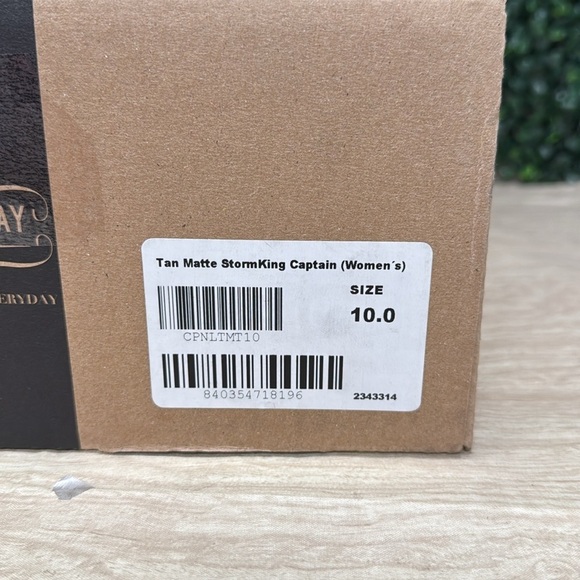 AY
ERYDAY
Tan Matte StormKing Captain (Women's)
SIZE
10.0
CPNLTMT10
840354718196
2343314